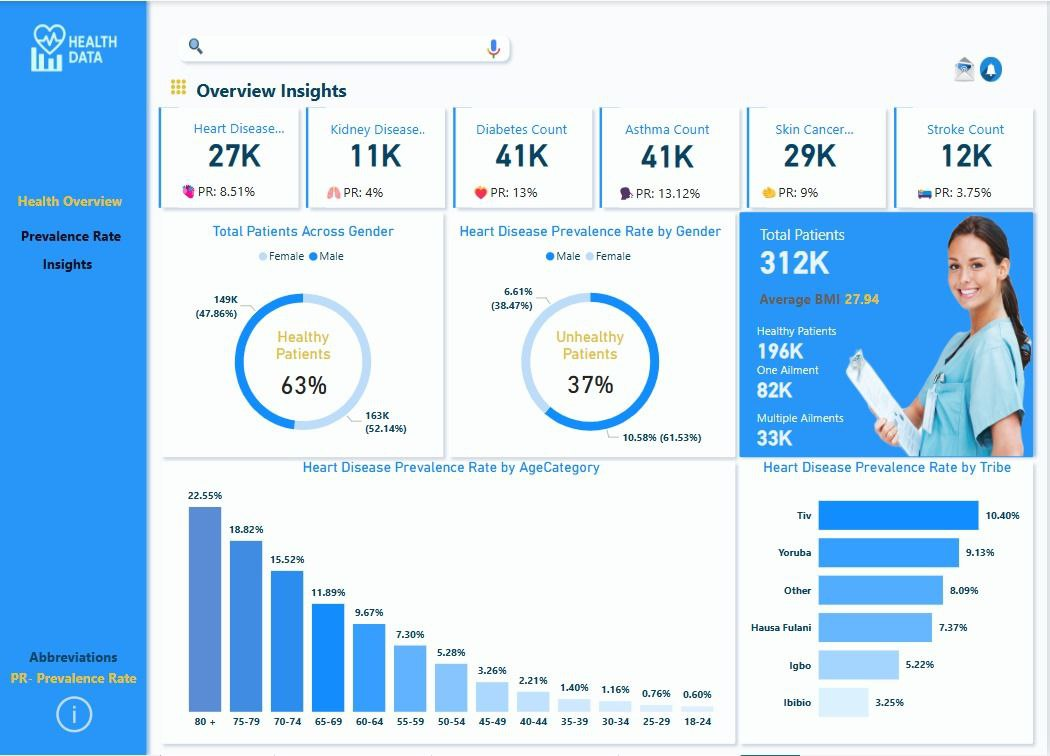 HEALTH
DATA
Overview Insights
Heart Disease...
27K
PR: 8.51%
Kidney Disease..
11K
PR: 4%
Diabetes Count
41K
PR: 13%
Asthma Count
41K
PR: 13.12%
Skin Cancer...
29K
PR: 9%
Stroke Count
12K
PR: 3.75%
Health Overview
Prevalence Rate
Insights
Abbreviations
PR- Prevalence Rate
i
Total Patients Across Gender
Female Male
149K
(47.86%)
Healthy
Patients
63%
163K
(52.14%)
Heart Disease Prevalence Rate by Gender
Male Female
6.61%
(38.47%)
Unhealthy
Patients
37%
10.58% (61.53%)
Total Patients
312K
Average BMI 27.94
Healthy Patients
196K
One Ailment
82K
Multiple Ailments
33K
Heart Disease Prevalence Rate by AgeCategory
22.55%
18.82%
15.52%
11.89%
9.67%
7.30%
5.28%
3.26%
2.21%
1.40%
1.16%
0.76%
0.60%
80 + 75-79 70-74 65-69 60-64 55-59 50-54 45-49 40-44 35-39 30-34 25-29 18-24
Heart Disease Prevalence Rate by Tribe
Tiv 10.40%
Yoruba 9.13%
Other 8.09%
Hausa Fulani 7.37%
Igbo 5.22%
Ibibio 3.25%